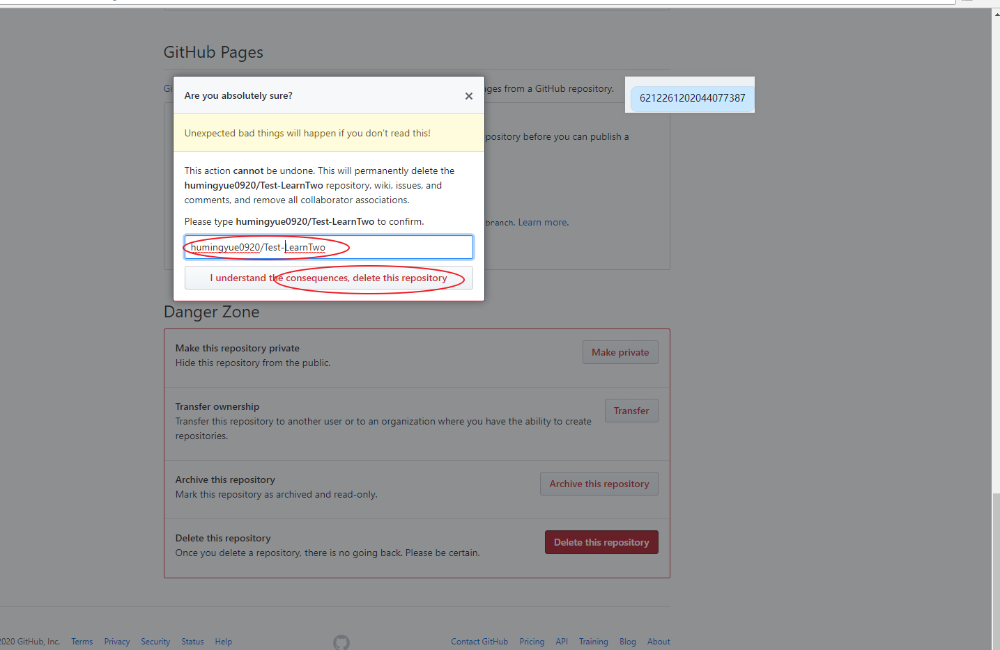 GitHub Pages
Gi
ges from a GitHub repository.
6212261202044077387
Are you absolutely sure?
Unexpected bad things will happen if you don't read this!
pository before you can publish a
This action cannot be undone. This will permanently delete the
humingyue0920/Test-LearnTwo repository, wiki, issues, and
comments, and remove all collaborator associations.
Please type humingyue0920/Test-LearnTwo to confirm.
branch. Learn more.
humingyue0920/Test-LearnTwo
I understand the consequences, delete this repository
Danger Zone
Make this repository private
Hide this repository from the public.
Make private
Transfer ownership
Transfer this repository to another user or to an organization where you have the ability to create
repositories.
Transfer
Archive this repository
Mark this repository as archived and read-only.
Archive this repository
Delete this repository
Once you delete a repository, there is no going back. Please be certain.
Delete this repository
2020 GitHub, Inc. Terms Privacy Security Status Help Contact GitHub Pricing API Training Blog About